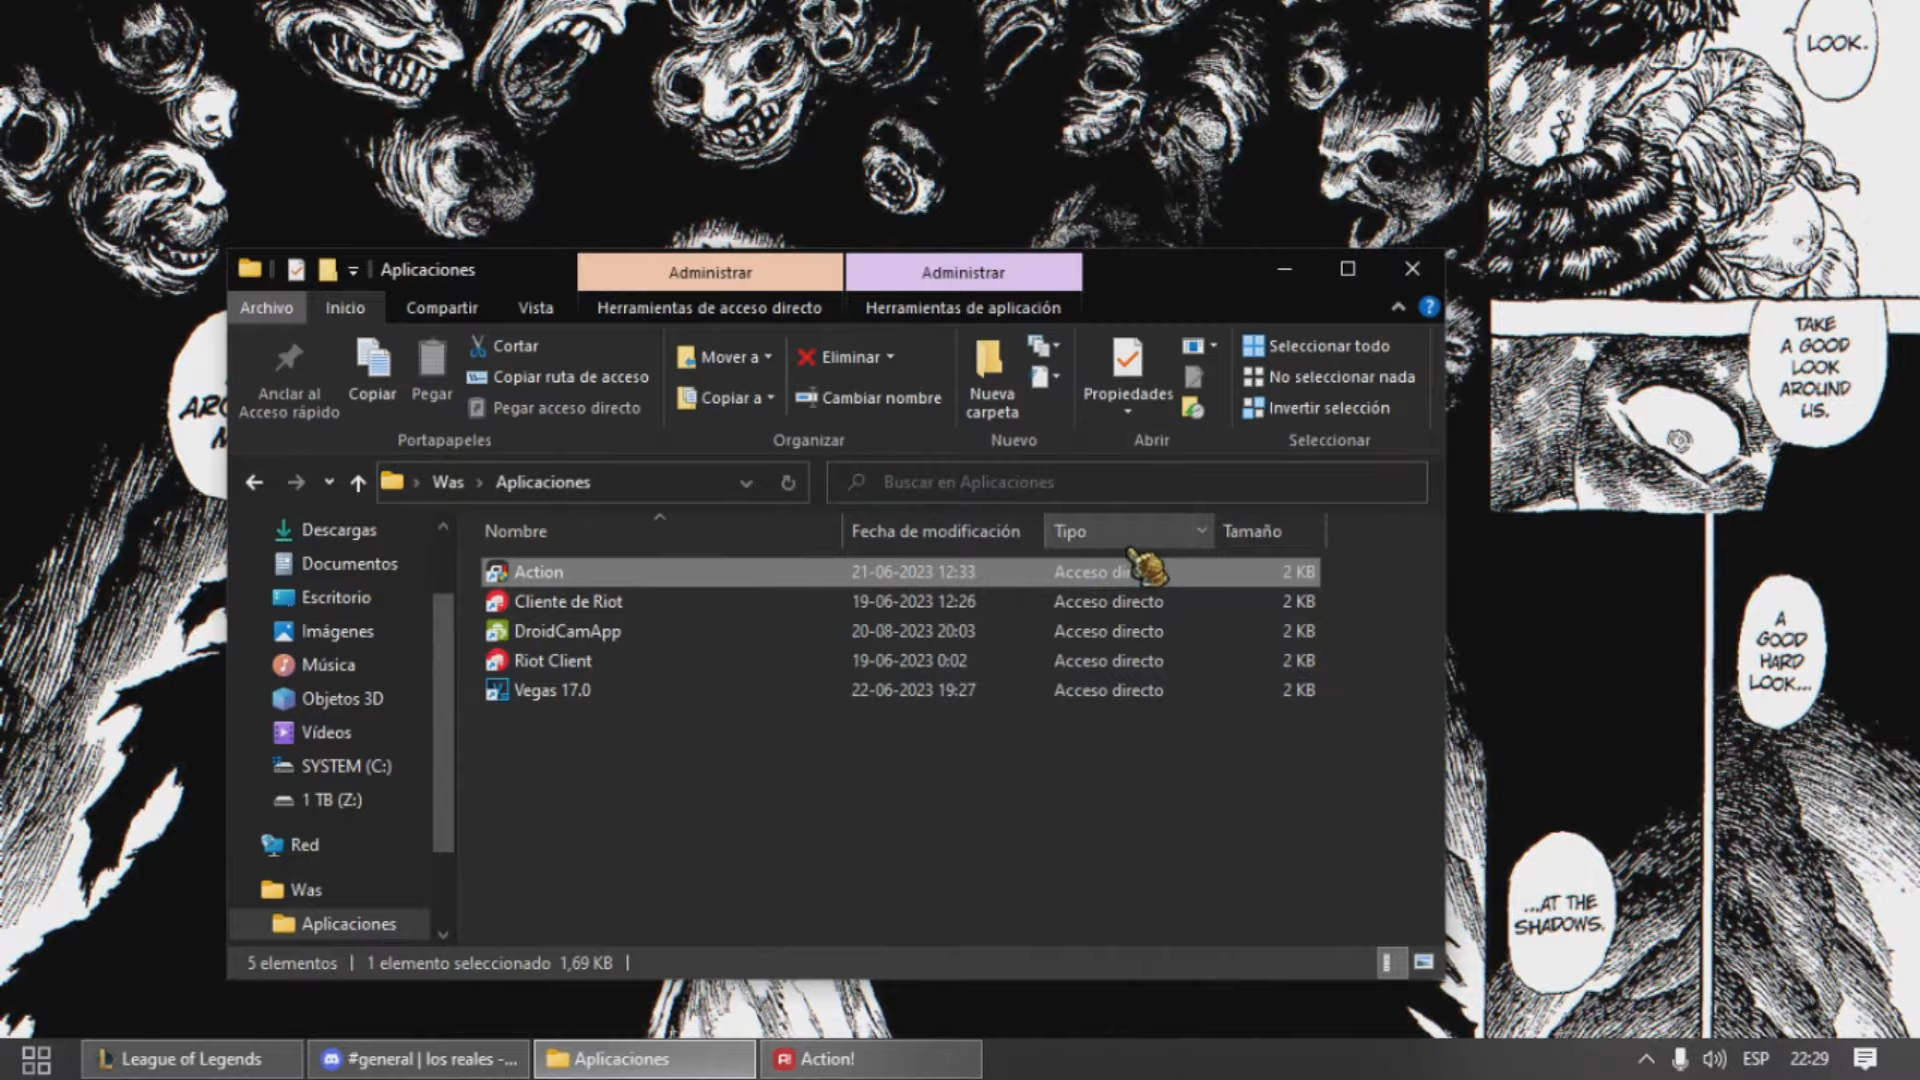 LOOK.
TAKE
A GOOD
LOOK
AROUND
US.
A
GOOD
HARD
LOOK...
...AT THE
SHADOWS.
Aplicaciones
Administrar
Administrar
Archivo
Inicio
Compartir
Vista
Herramientas de acceso directo
Herramientas de aplicación
Anclar al
Acceso rápido
Copiar
Pegar
Cortar
Copiar ruta de acceso
Pegar acceso directo
Portapapeles
Mover a
Copiar a
Eliminar
Cambiar nombre
Organizar
Nueva
carpeta
Nuevo
Propiedades
Abrir
Seleccionar todo
No seleccionar nada
Invertir selección
Seleccionar
Was > Aplicaciones
Buscar en Aplicaciones
Descargas
Documentos
Escritorio
Imágenes
Música
Objetos 3D
Vídeos
SYSTEM (C:)
1 TB (Z:)
Red
Was
Aplicaciones
Nombre Fecha de modificación Tipo Tamaño
Action 21-06-2023 12:33 Acceso di 2 KB
Cliente de Riot 19-06-2023 12:26 Acceso directo 2 KB
DroidCamApp 20-08-2023 20:03 Acceso directo 2 KB
Riot Client 19-06-2023 0:02 Acceso directo 2 KB
Vegas 17.0 22-06-2023 19:27 Acceso directo 2 KB
5 elementos | 1 elemento seleccionado 1,69 KB |
League of Legends
#general | los reales -...
Aplicaciones
Action!
ESP
22:29